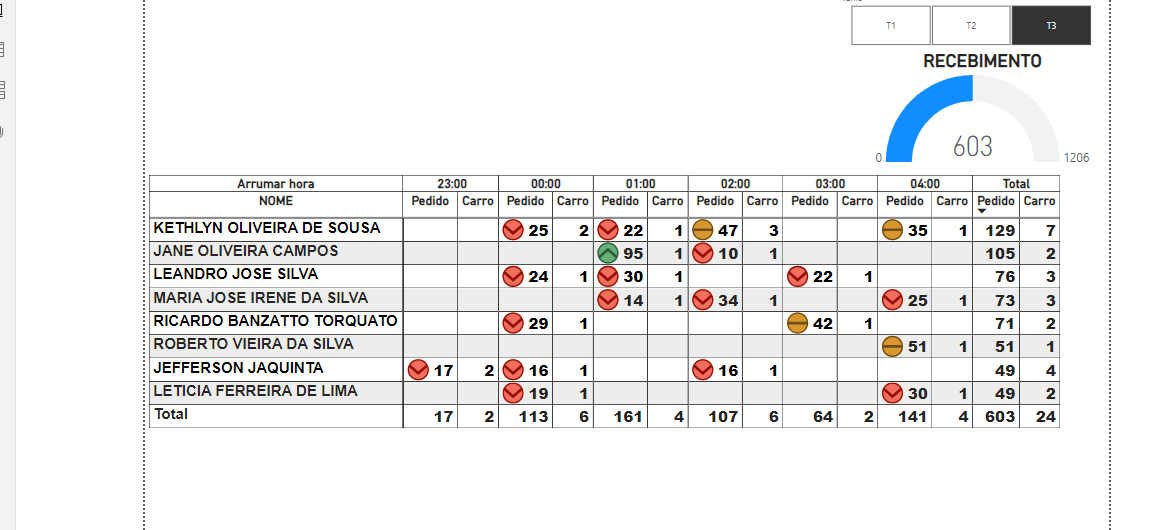 T1 T2 T3
RECEBIMENTO
603
0 1206
Arrumar hora 23:00 00:00 01:00 02:00 03:00 04:00 Total
NOME Pedido Carro Pedido Carro Pedido Carro Pedido Carro Pedido Carro Pedido Carro Pedido Carro
KETHLYN OLIVEIRA DE SOUSA 25 2 22 1 47 3 35 1 129 7
JANE OLIVEIRA CAMPOS 95 1 10 1 105 2
LEANDRO JOSE SILVA 24 1 30 1 22 1 76 3
MARIA JOSE IRENE DA SILVA 14 1 34 1 25 1 73 3
RICARDO BANZATTO TORQUATO 29 1 42 1 71 2
ROBERTO VIEIRA DA SILVA 51 1 51 1
JEFFERSON JAQUINTA 17 2 16 1 16 1 49 4
LETICIA FERREIRA DE LIMA 19 1 30 1 49 2
Total 17 2 113 6 161 4 107 6 64 2 141 4 603 24